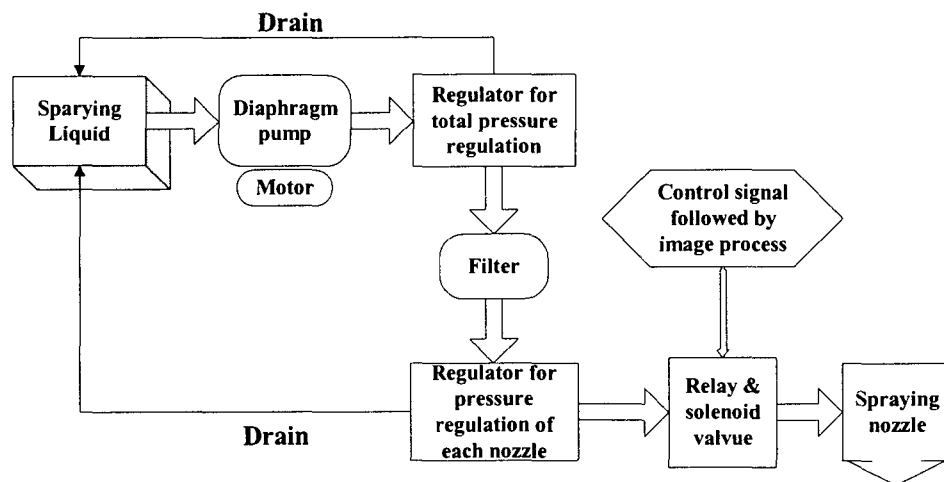 Drain
Sparying
Liquid
Diaphragm
pump
Motor
Regulator for
total pressure
regulation
Control signal
followed by
image process
Filter
Regulator for
pressure
regulation of
each nozzle
Relay &
solenoid
valvue
Spraying
nozzle
Drain